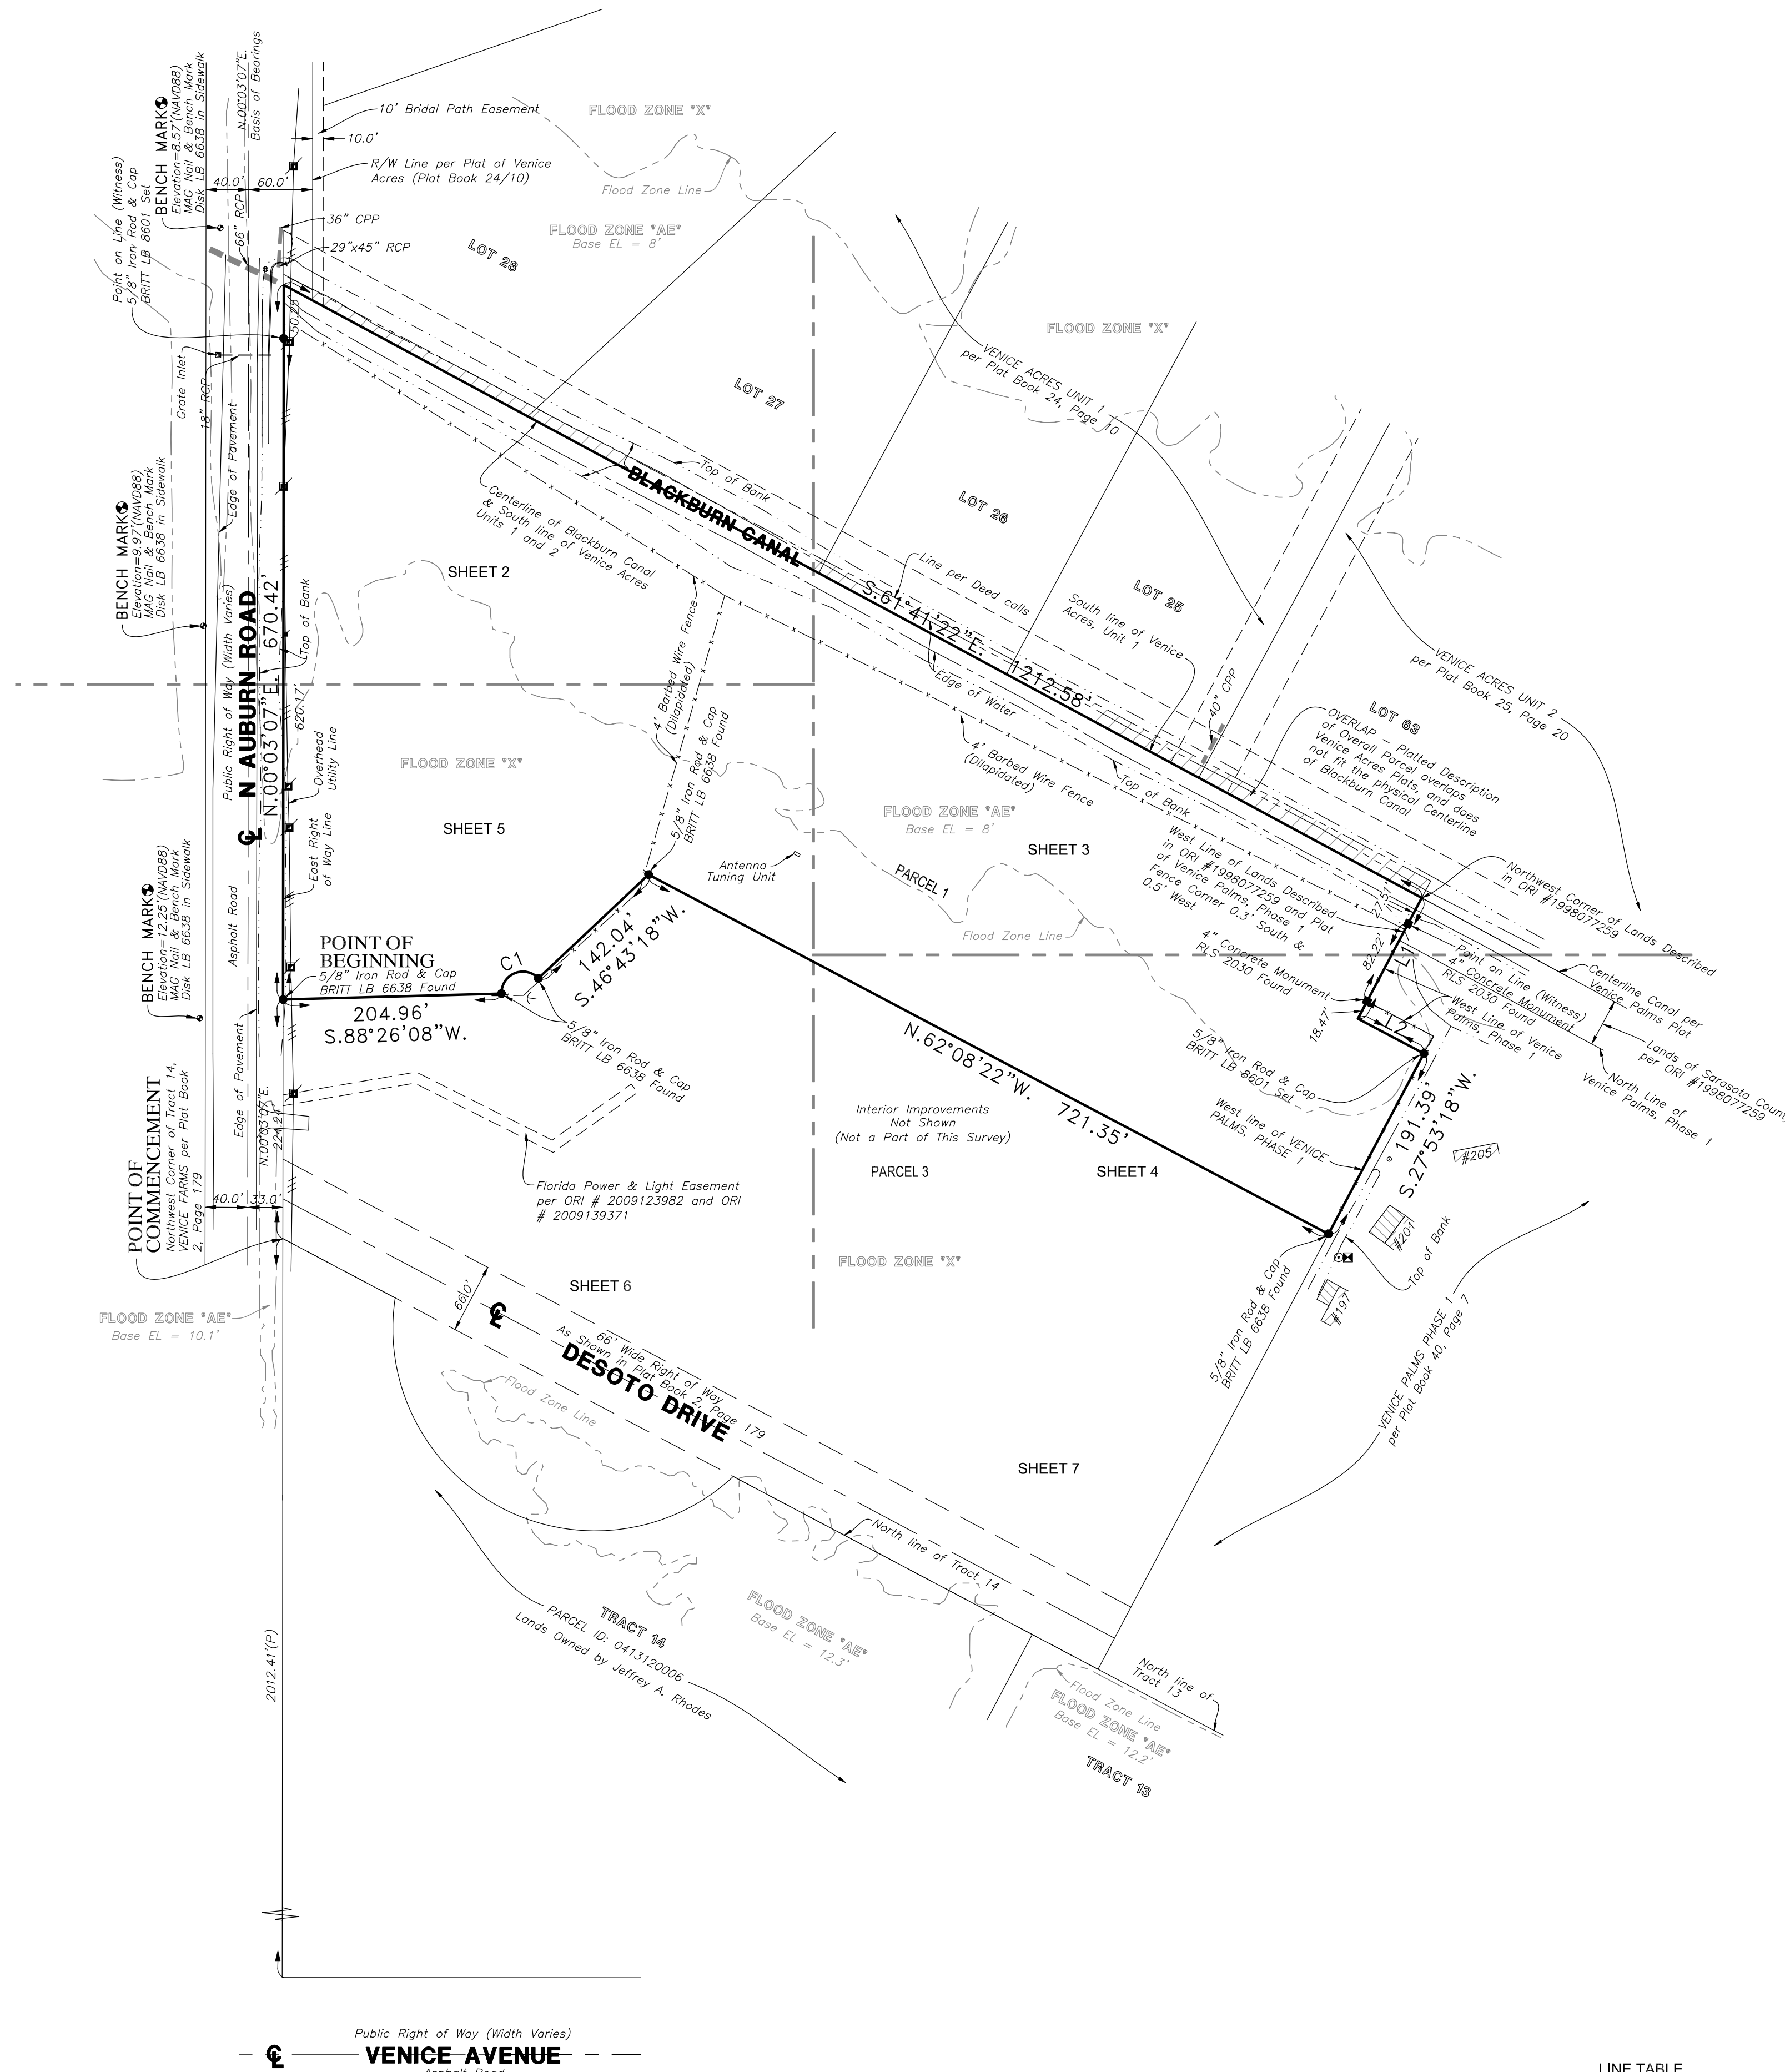 BENCH MARK
Elevation=8.57'(NAVD88)
MAG Nail & Bench Mark
Disk LB 6638 in Sidewalk
N.00°03'07"E.
Basis of Bearings
10' Bridal Path Easement
10.0'
R/W Line per Plat of Venice
Acres (Plat Book 24/10)
40.0'
60.0'
Point on Line (Witness)
5/8" Iron Rod & Cap
BRITT LB 8601 Set
66" RCP
36" CPP
29"x45" RCP
FLOOD ZONE "X"
Flood Zone Line
FLOOD ZONE "AE"
Base EL = 8'
LOT 28
50.25'
Grate Inlet
18" RCP
Edge of Pavement
FLOOD ZONE "X"
LOT 27
VENICE ACRES UNIT 1
per Plat Book 24, Page 10
BENCH MARK
Elevation=9.97'(NAVD88)
MAG Nail & Bench Mark
Disk LB 6638 in Sidewalk
Top of Bank
BLACKBURN CANAL
Centerline of Blackburn Canal
& South line of Venice Acres
Units 1 and 2
LOT 26
SHEET 2
Line per Deed calls
S.61°41'22"E. 1212.58'
LOT 25
South line of Venice
Acres, Unit 1
Public Right of Way (Width Varies)
N AUBURN ROAD
N.00°03'07"E. 670.42'
Top of Bank
620.17'
Overhead
Utility Line
4' Barbed Wire Fence
(Dilapidated)
Edge of Water
4' Barbed Wire Fence
(Dilapidated)
Top of Bank
40" CPP
LOT 63
VENICE ACRES UNIT 2
per Plat Book 25, Page 20
OVERLAP - Platted Description
of Overall Parcel overlaps
Venice Acres Plats, and does
not fit the physical Centerline
of Blackburn Canal
FLOOD ZONE "X"
5/8" Iron Rod & Cap
BRITT LB 6638 Found
FLOOD ZONE "AE"
Base EL = 8'
SHEET 5
SHEET 3
East Right
of Way Line
Antenna
Tuning Unit
PARCEL 1
West Line of Lands Described
in ORI #1998077259 and Plat
of Venice Palms, Phase 1
Fence Corner 0.3' South &
0.5' West
Northwest Corner of Lands Described
in ORI #1998077259
27.51'
82.22'
L1
BENCH MARK
Elevation=12.25'(NAVD88)
MAG Nail & Bench Mark
Disk LB 6638 in Sidewalk
Asphalt Road
Flood Zone Line
POINT OF
BEGINNING
5/8" Iron Rod & Cap
BRITT LB 6638 Found
C1
142.04'
S.46°43'18"W.
204.96'
S.88°26'08"W.
5/8" Iron Rod & Cap
BRITT LB 6638 Found
4" Concrete Monument
RLS 2030 Found
Point on Line (Witness)
4" Concrete Monument
RLS 2030 Found
Centerline Canal per
Venice Palms Plat
18.47'
L2
West Line of Venice
Palms, Phase 1
Lands of Sarasota County
per ORI #1998077259
5/8" Iron Rod & Cap
BRITT LB 8601 Set
North Line of
Venice Palms, Phase 1
N.62°08'22"W. 721.35'
191.39'
S.27°53'18"W.
Edge of Pavement
N.00°03'07"E.
224.24'
Interior Improvements
Not Shown
(Not a Part of This Survey)
West line of VENICE
PALMS, PHASE 1
PARCEL 3
SHEET 4
#205
POINT OF
COMMENCEMENT
Northwest Corner of Tract 14,
VENICE FARMS per Plat Book
2, Page 179
40.0'
33.0'
Florida Power & Light Easement
per ORI # 2009123982 and ORI
# 2009139371
#201
Top of Bank
FLOOD ZONE "X"
#197
SHEET 6
66.0'
FLOOD ZONE "AE"
Base EL = 10.1'
66' Wide Right of Way
As Shown in Plat Book 2, Page 179
DESOTO DRIVE
5/8" Iron Rod & Cap
BRITT LB 6638 Found
VENICE PALMS PHASE 1
per Plat Book 40, Page 7
Flood Zone Line
SHEET 7
North line of Tract 14
TRACT 14
PARCEL ID: 0413120006
Lands Owned by Jeffrey A. Rhodes
FLOOD ZONE "AE"
Base EL = 12.3'
North line of
Tract 13
Flood Zone Line
FLOOD ZONE "AE"
Base EL = 12.2'
TRACT 13
2012.41'(P)
Public Right of Way (Width Varies)
VENICE AVENUE
Asphalt Road
LINE TABLE